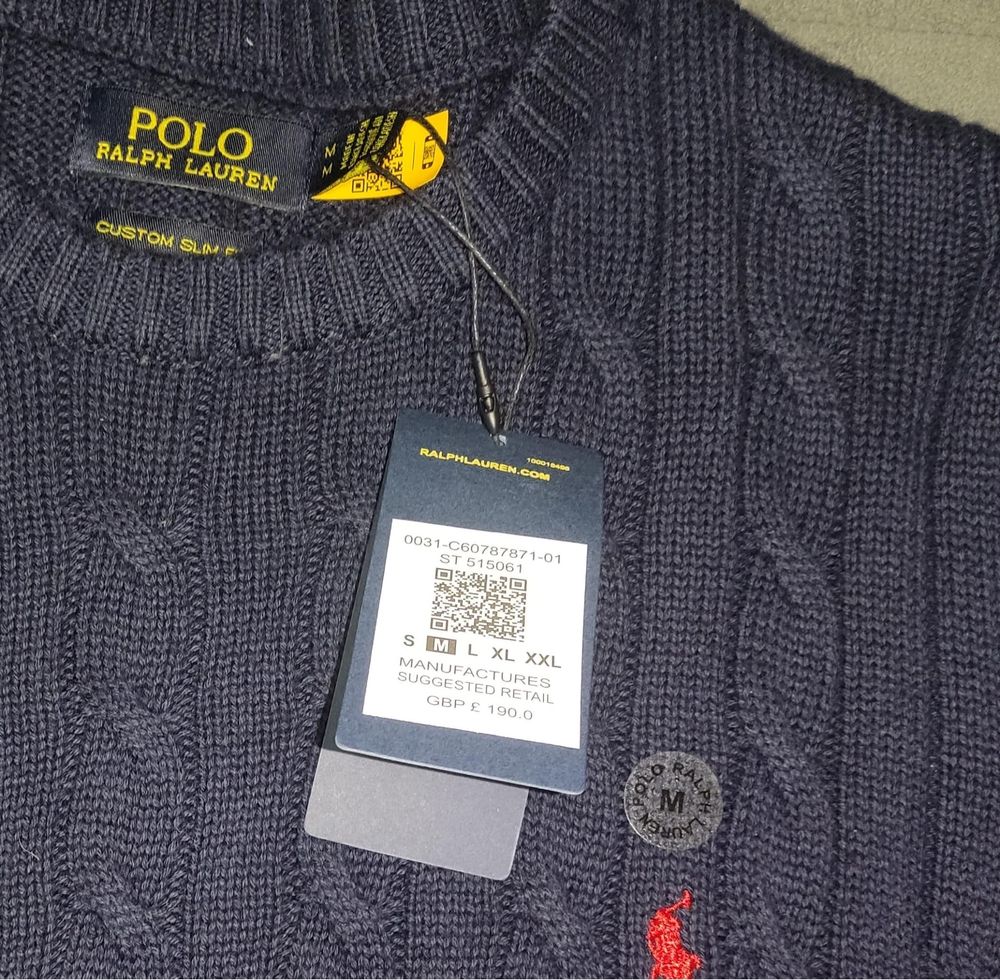 POLO
RALPH LAUREN
M
M
CUSTOM SLIM
RALPHLAUREN.COM
0031-C60787871-01
ST 515061
S M L XL XXL
MANUFACTURES
SUGGESTED RETAIL
GBP £ 190.0
POLO RALPH LAUREN
M